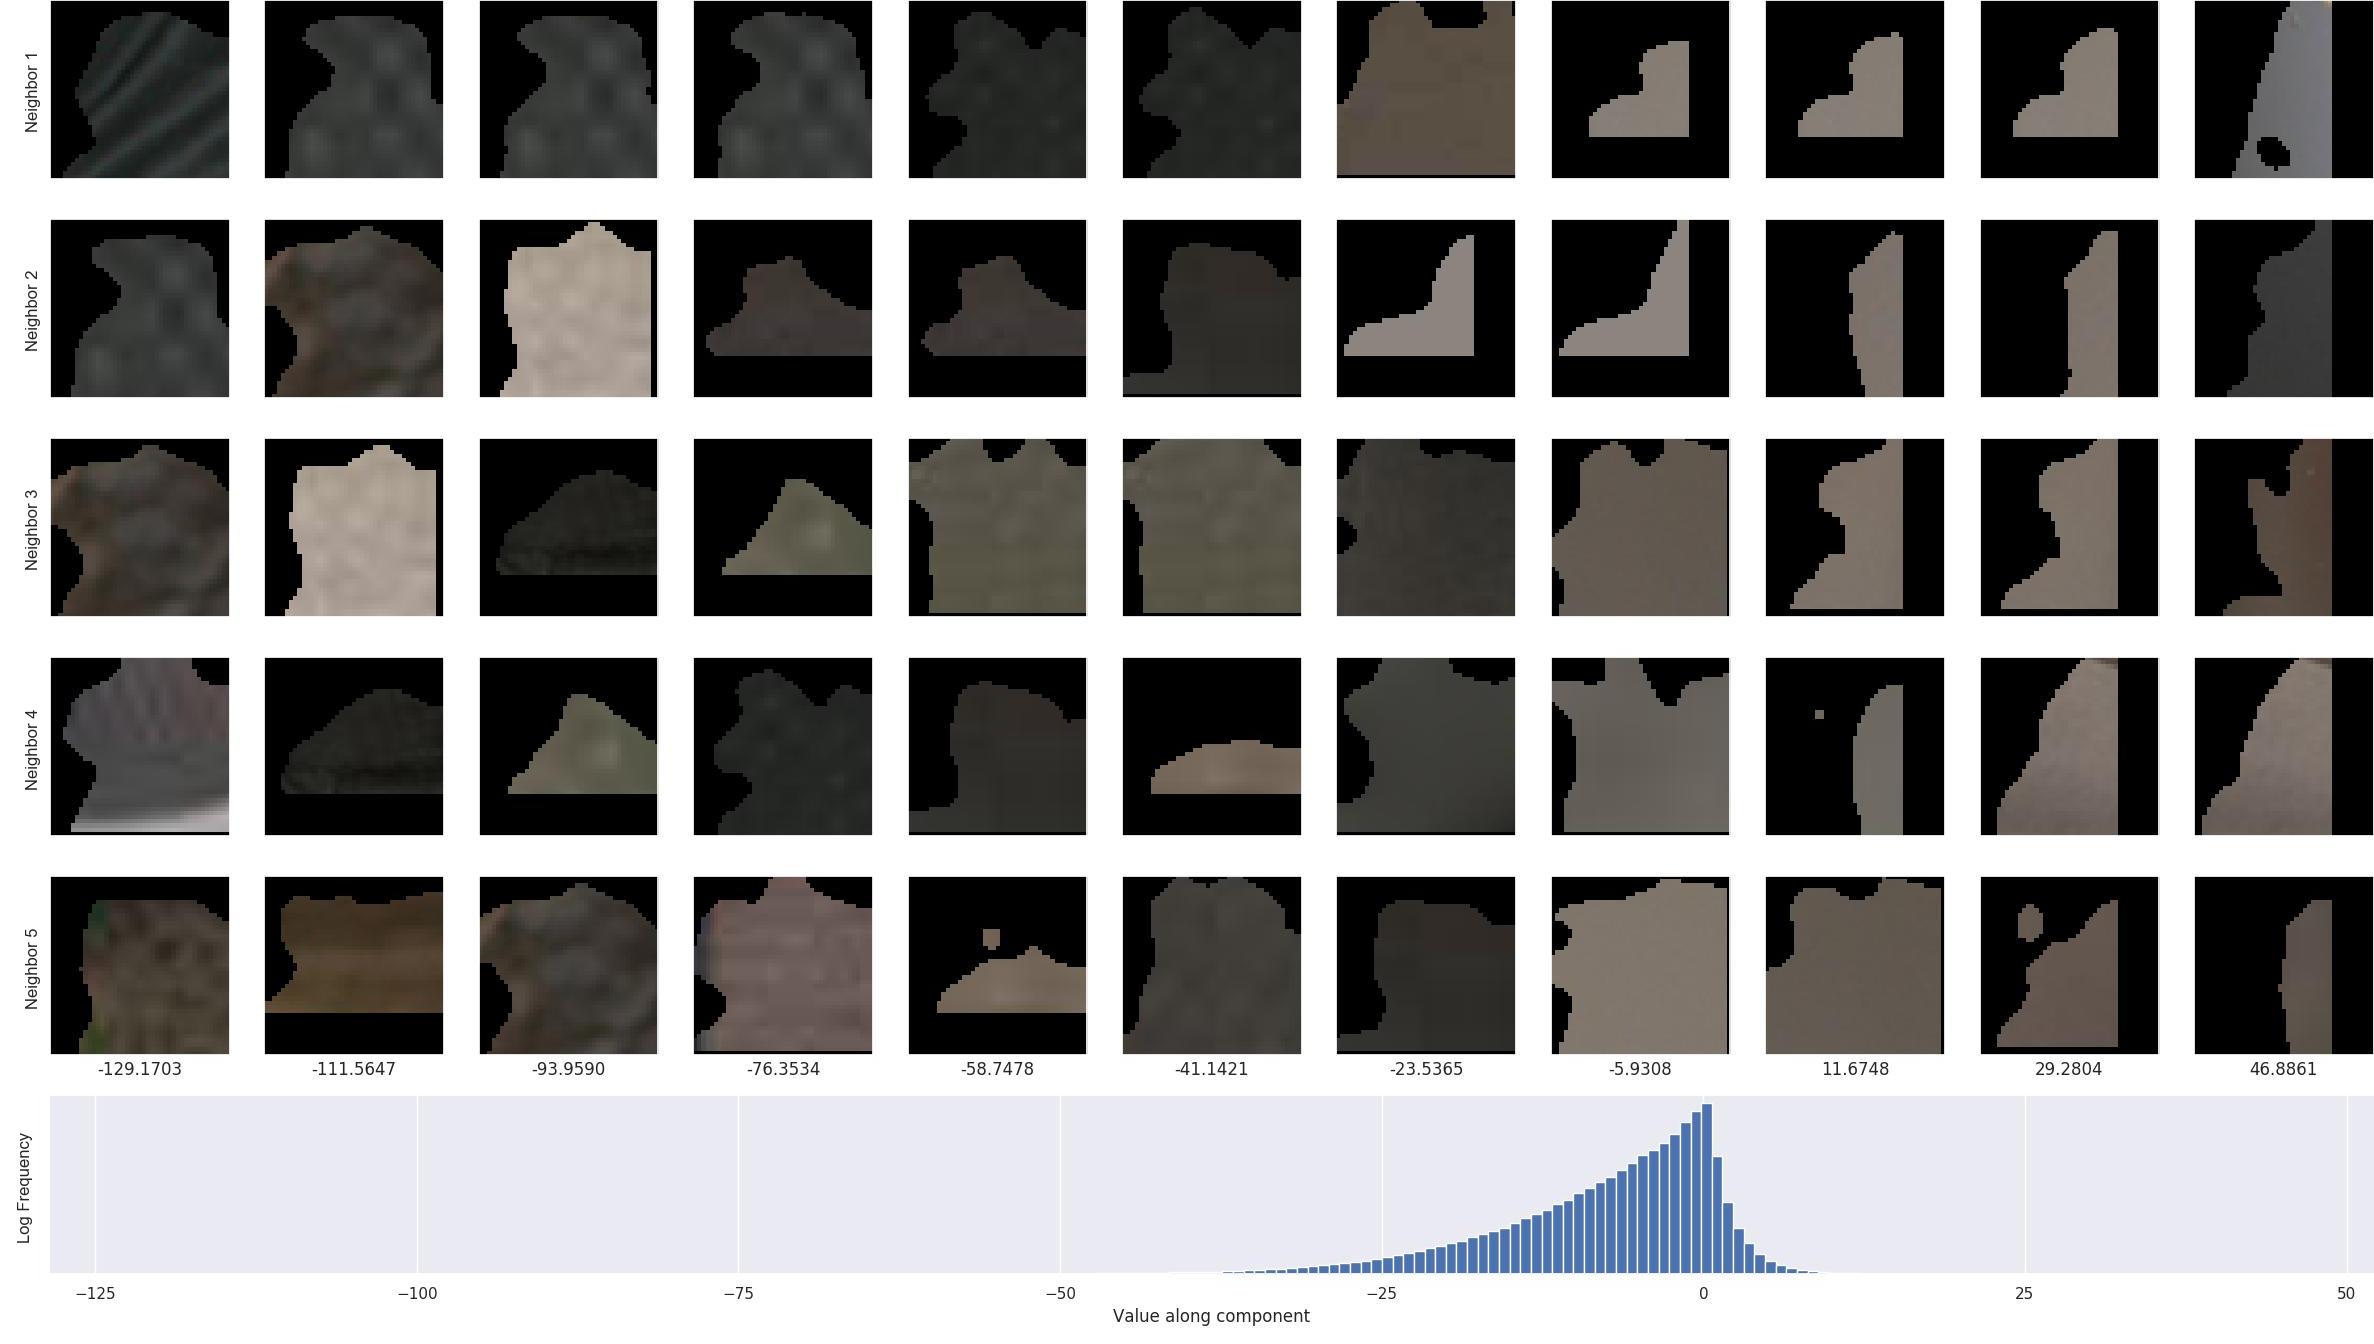 Neighbor 1
Neighbor 2
Neighbor 3
Neighbor 4
Neighbor 5
-129.1703 -111.5647 -93.9590 -76.3534 -58.7478 -41.1421 -23.5365 -5.9308 11.6748 29.2804 46.8861
Log Frequency
−125 −100 −75 −50 −25 0 25 50
Value along component